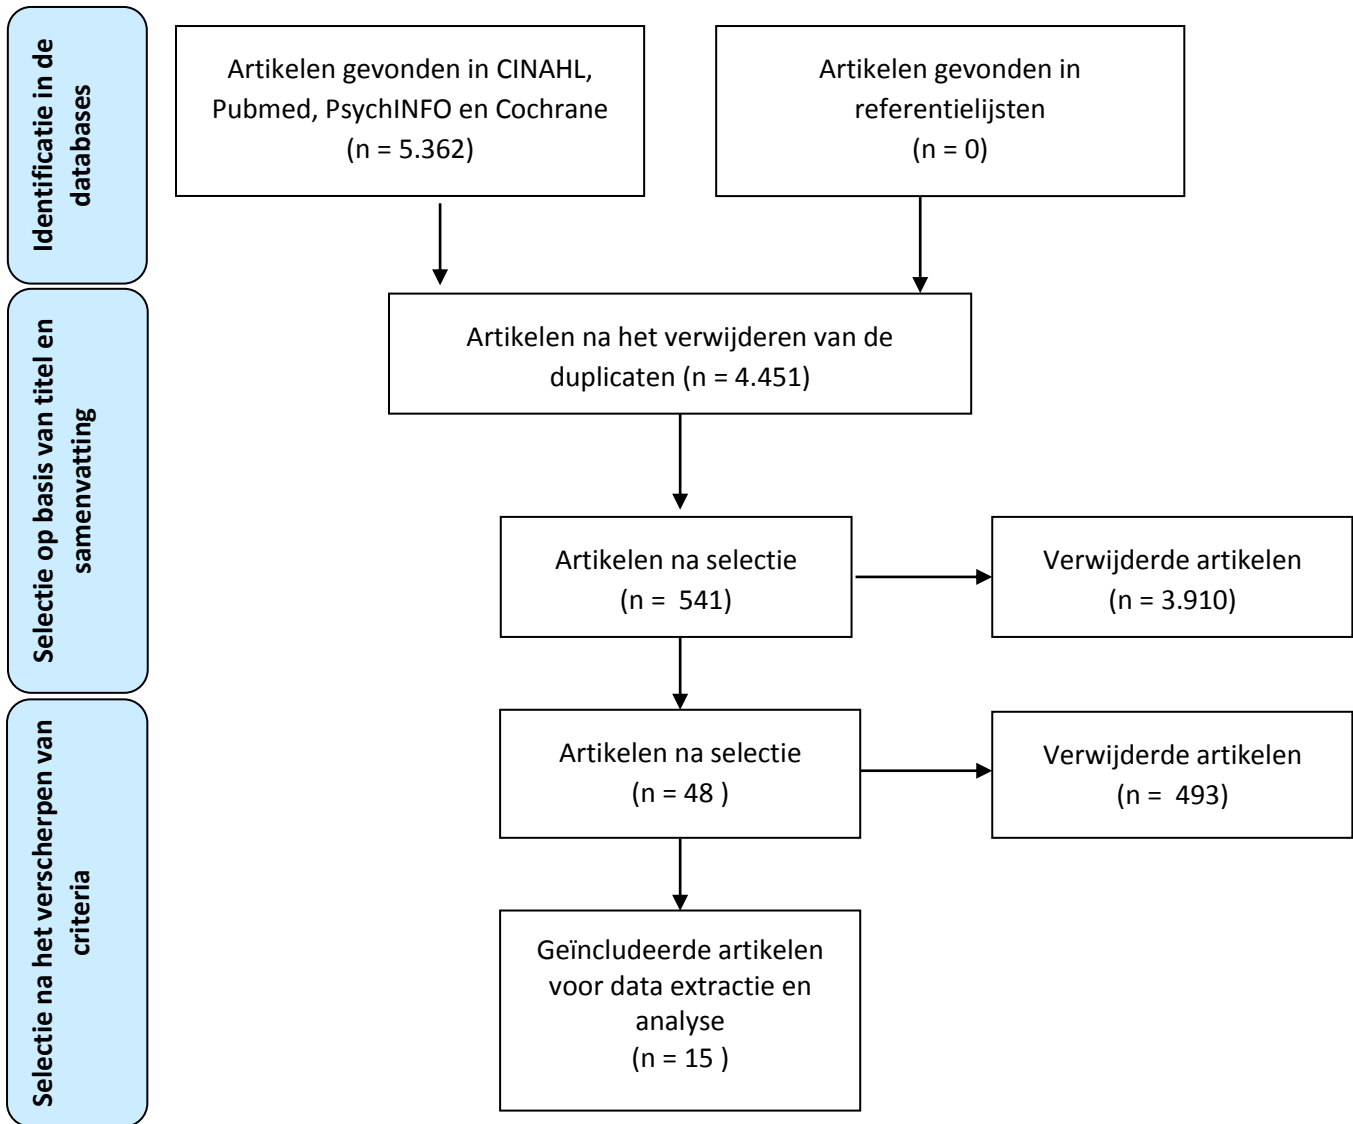 Identificatie in de
databases
Artikelen gevonden in CINAHL,
Pubmed, PsychINFO en Cochrane
(n = 5.362)
Artikelen gevonden in
referentielijsten
(n = 0)
Selectie op basis van titel en
samenvatting
Artikelen na het verwijderen van de
duplicaten (n = 4.451)
Artikelen na selectie
(n =  541)
Verwijderde artikelen
(n = 3.910)
Selectie na het verscherpen van
criteria
Artikelen na selectie
(n = 48 )
Verwijderde artikelen
(n =  493)
Geïncludeerde artikelen
voor data extractie en
analyse
(n = 15 )